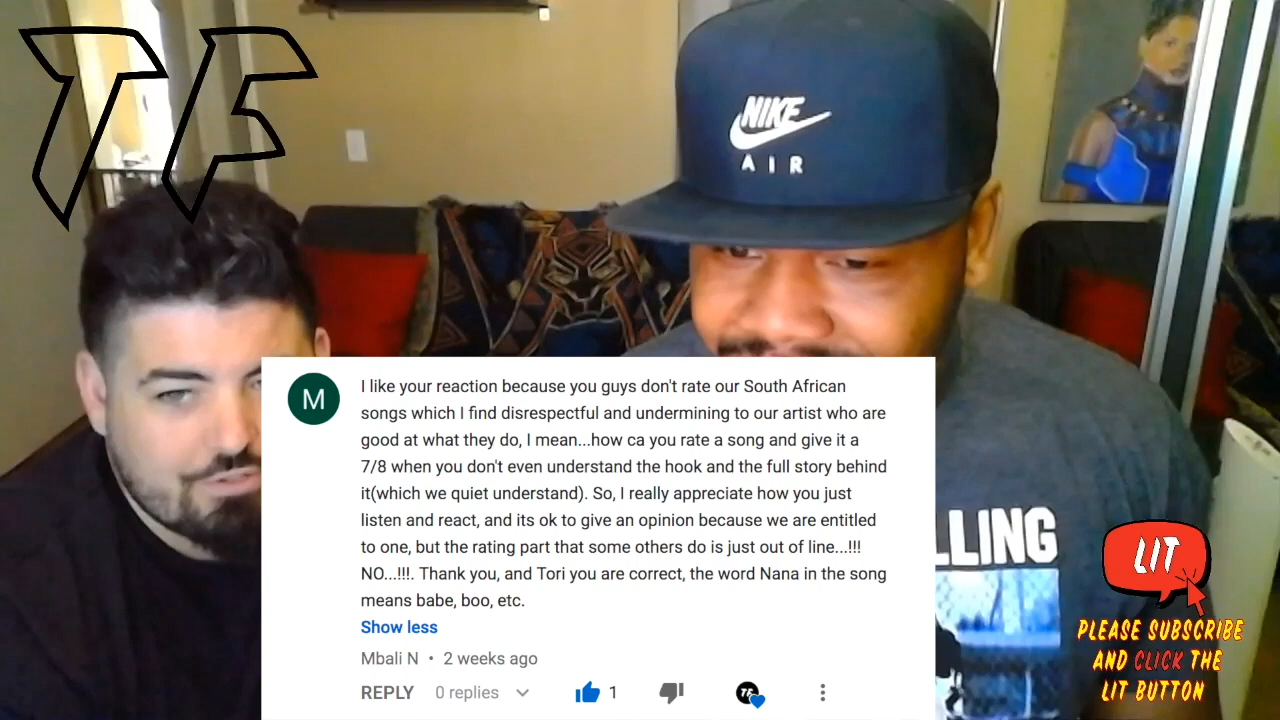 TF
NIKE
AIR
M
I like your reaction because you guys don't rate our South African
songs which I find disrespectful and undermining to our artist who are
good at what they do, I mean...how ca you rate a song and give it a
7/8 when you don't even understand the hook and the full story behind
it(which we quiet understand). So, I really appreciate how you just
listen and react, and its ok to give an opinion because we are entitled
to one, but the rating part that some others do is just out of line...!!!
NO...!!!. Thank you, and Tori you are correct, the word Nana in the song
means babe, boo, etc.
Show less
Mbali N • 2 weeks ago
REPLY 0 replies 1 TF
LLING
LIT
PLEASE SUBSCRIBE
AND CLICK THE
LIT BUTTON